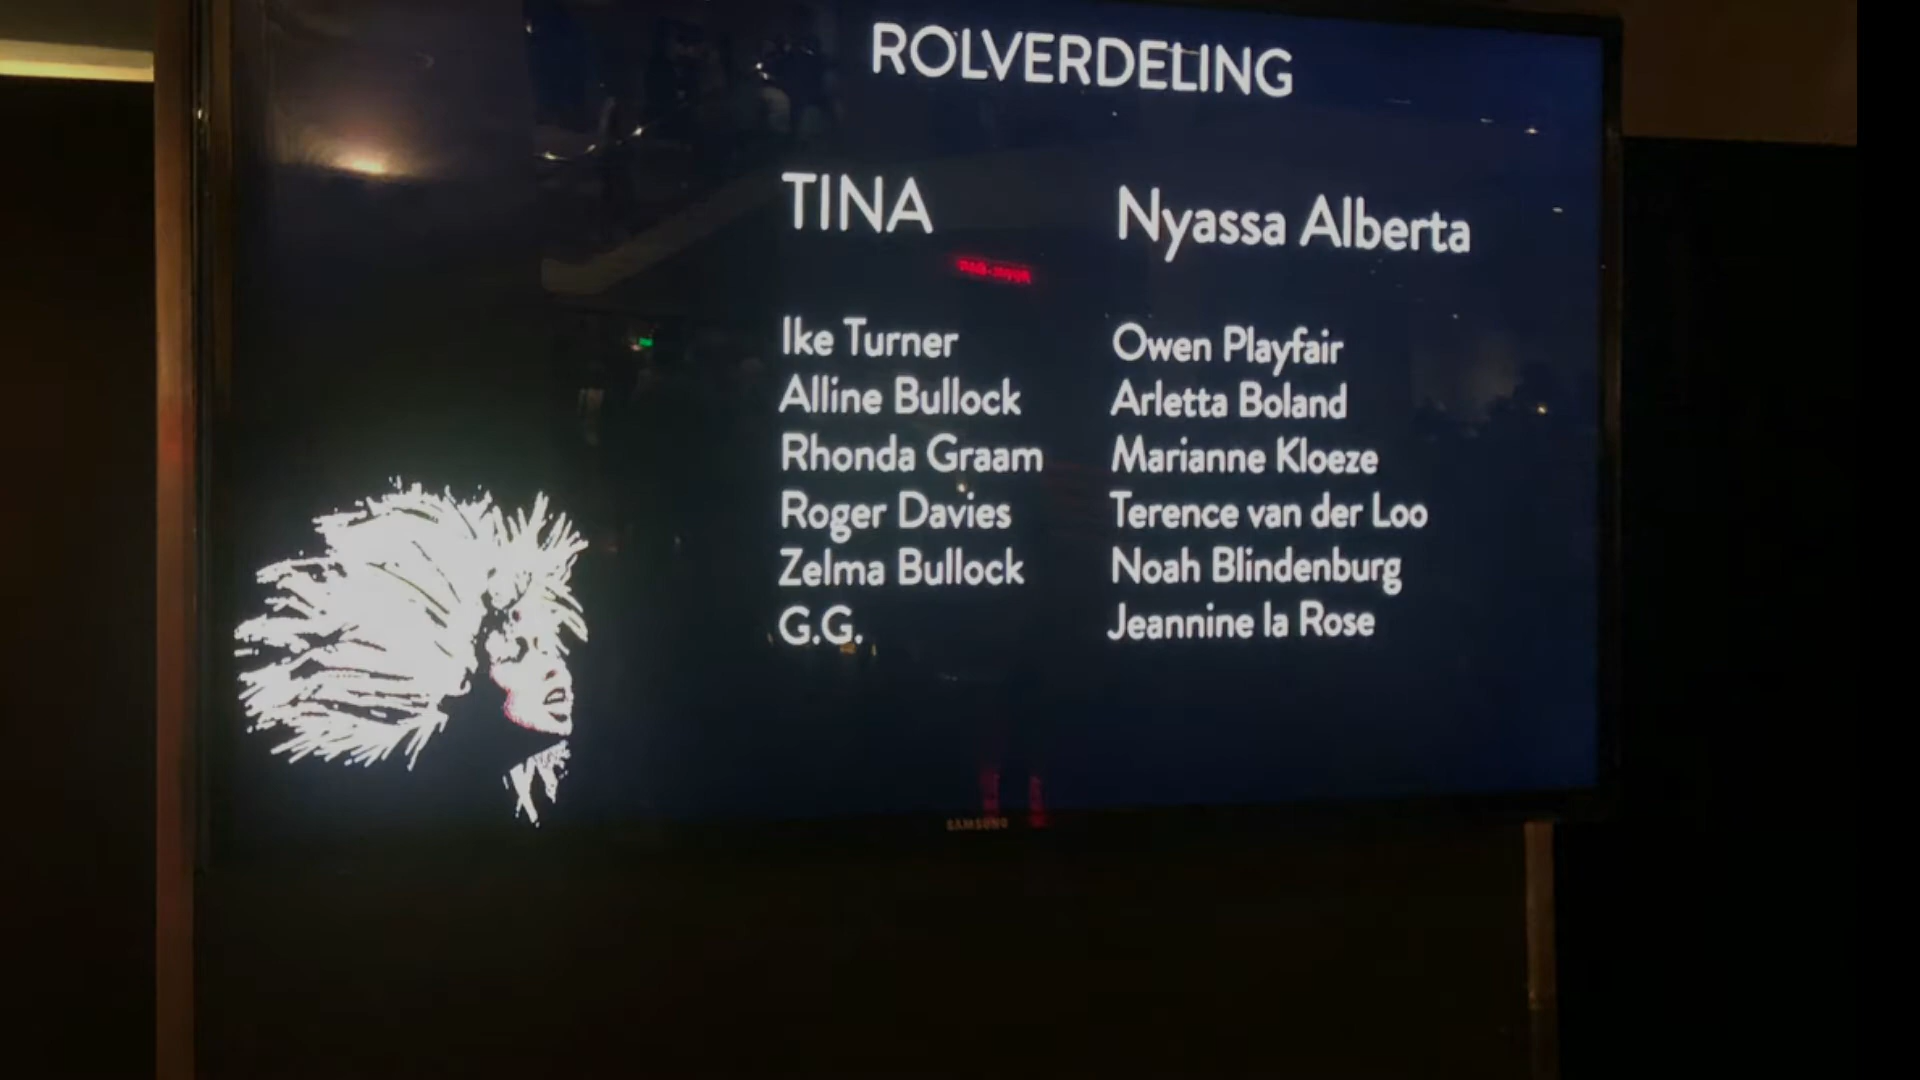 ROLVERDELING
TINA Nyassa Alberta
Ike Turner Owen Playfair
Alline Bullock Arletta Boland
Rhonda Graam Marianne Kloeze
Roger Davies Terence van der Loo
Zelma Bullock Noah Blindenburg
G.G. Jeannine la Rose
SAMSUNG